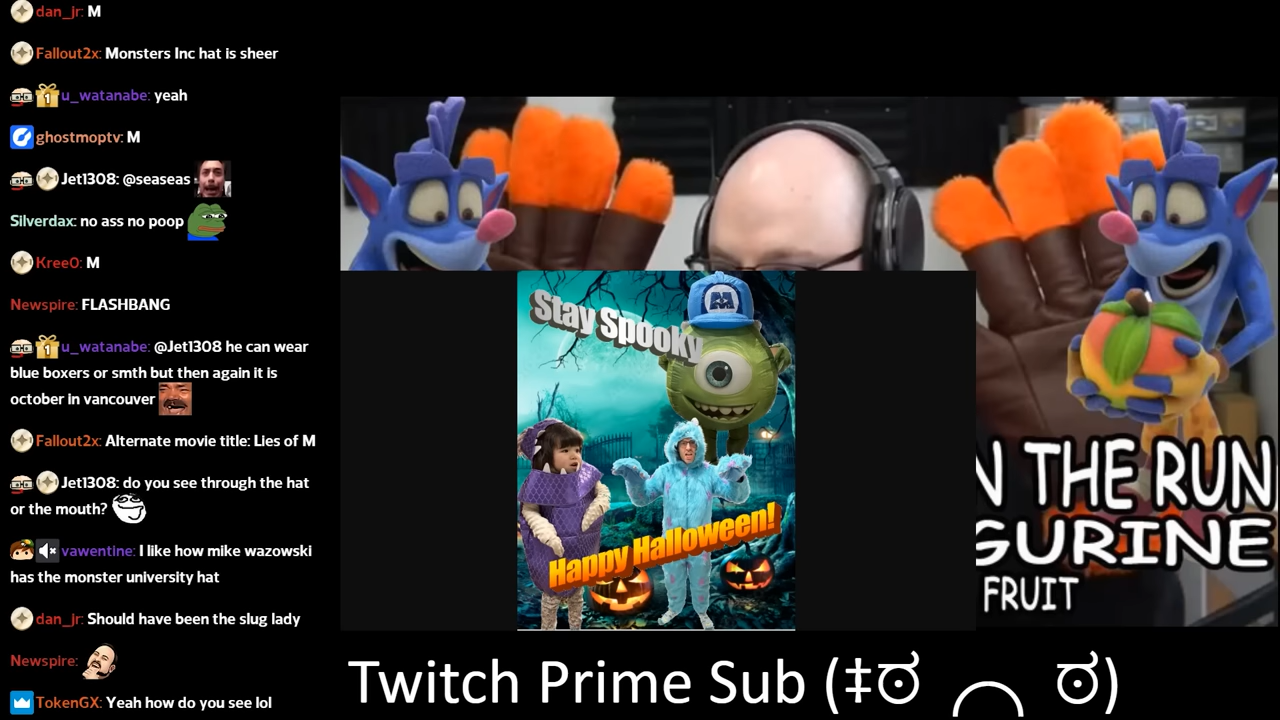 dan_jr: M
Fallout2x: Monsters Inc hat is sheer
1 u_watanabe: yeah
ghostmoptv: M
Jet1308: @seaseas
Silverdax: no ass no poop
Kree0: M
Newspire: FLASHBANG
1 u_watanabe: @Jet1308 he can wear
blue boxers or smth but then again it is
october in vancouver
Fallout2x: Alternate movie title: Lies of M
Jet1308: do you see through the hat
or the mouth?
vawentine: I like how mike wazowski
has the monster university hat
dan_jr: Should have been the slug lady
Newspire:
TokenGX: Yeah how do you see lol
M
Stay Spooky
Happy Halloween!
N THE RUN
GURINE
FRUIT
Twitch Prime Sub (‡ಠ ⌒ ಠ)